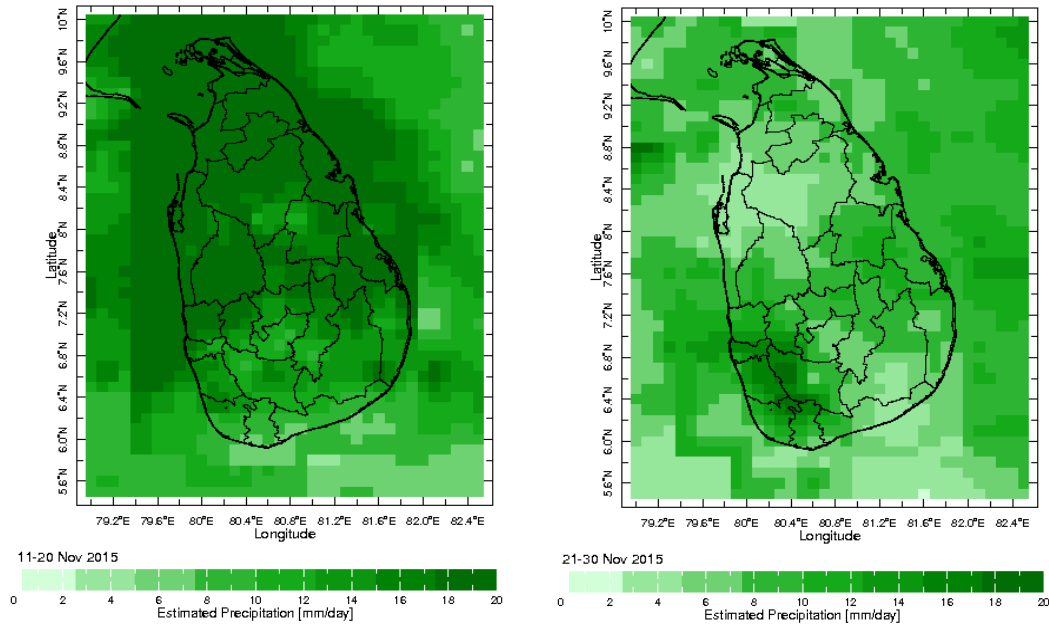 10°N
9.6°N
9.2°N
8.8°N
8.4°N
8°N
7.6°N
7.2°N
6.8°N
6.4°N
6.0°N
5.6°N
Latitude
79.2°E 79.6°E 80°E 80.4°E 80.8°E 81.2°E 81.6°E 82.0°E 82.4°E
Longitude
11-20 Nov 2015
0 2 4 6 8 10 12 14 16 18 20
Estimated Precipitation [mm/day]
10°N
9.6°N
9.2°N
8.8°N
8.4°N
8°N
7.6°N
7.2°N
6.8°N
6.4°N
6.0°N
5.6°N
Latitude
79.2°E 79.6°E 80°E 80.4°E 80.8°E 81.2°E 81.6°E 82.0°E 82.4°E
Longitude
21-30 Nov 2015
0 2 4 6 8 10 12 14 16 18 20
Estimated Precipitation [mm/day]